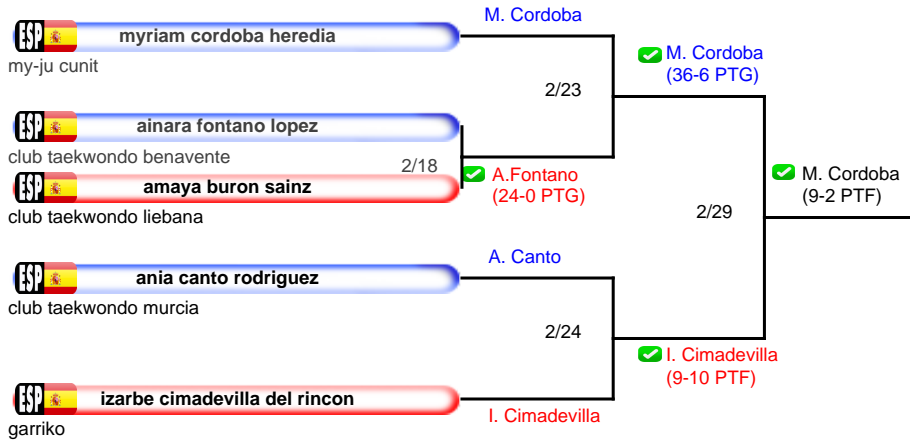 M. Cordoba
ESP myriam cordoba heredia
my-ju cunit
M. Cordoba
(36-6 PTG)
2/23
ESP ainara fontano lopez
club taekwondo benavente
2/18
A.Fontano
(24-0 PTG)
ESP amaya buron sainz
club taekwondo liebana
M. Cordoba
(9-2 PTF)
2/29
A. Canto
ESP ania canto rodriguez
club taekwondo murcia
2/24
I. Cimadevilla
(9-10 PTF)
ESP izarbe cimadevilla del rincon
I. Cimadevilla
garriko